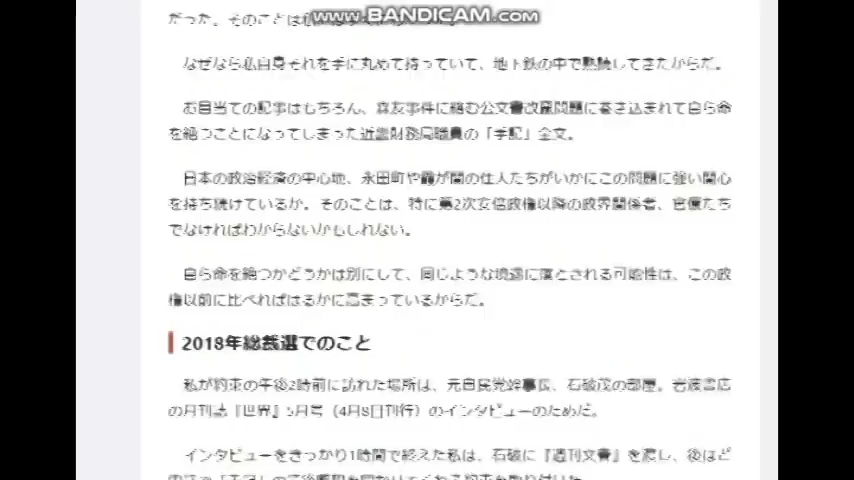 www.BANDICAM.com
だった。そのことは
なぜなら私自身それを手に丸めて持っていて、地下鉄の中で熟読してきたからだ。
お目当ての記事はもちろん、森友事件に絡む公文書改竄問題に巻き込まれて自ら命
を絶つことになってしまった近畿財務局職員の「手記」全文。
日本の政治経済の中心地、永田町や霞が関の住人たちがいかにこの問題に強い関心
を持ち続けているか。そのことは、特に第2次安倍政権以降の政界関係者、官僚たち
でなければわからないかもしれない。
自ら命を絶つかどうかは別にして、同じような境遇に落とされる可能性は、この政
権以前に比べればはるかに高まっているからだ。
2018年総裁選でのこと
私が約束の午後2時前に訪れた場所は、元自民党幹事長、石破茂の部屋。岩波書店
の月刊誌『世界』5月号（4月8日刊行）のインタビューのためだ。
インタビューをきっかり1時間で終えた私は、石破に『週刊文春』を渡し、後ほど